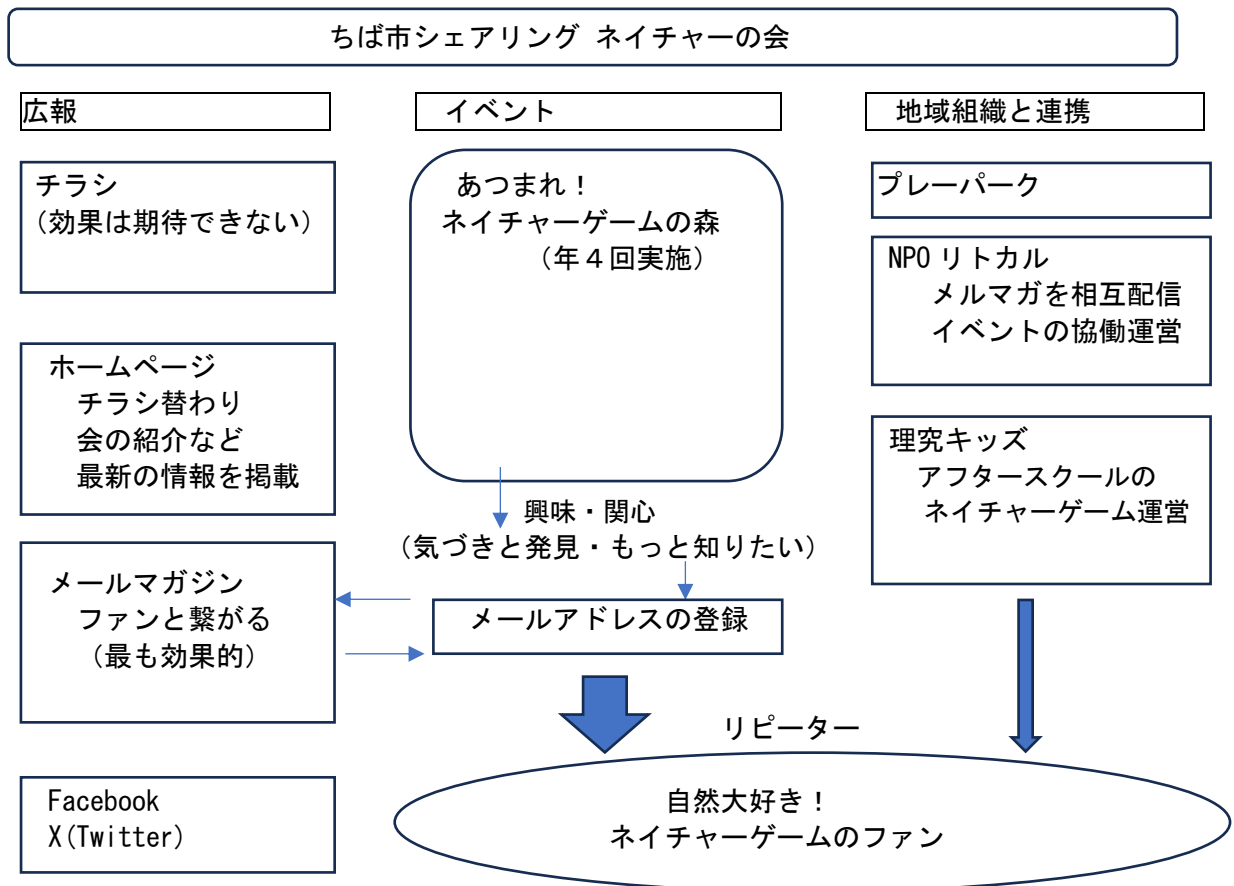 ちば市シェアリング ネイチャーの会
広報
チラシ
(効果は期待できない)
ホームページ
チラシ替わり
会の紹介など
最新の情報を掲載
メールマガジン
ファンと繋がる
(最も効果的)
Facebook
X(Twitter)
イベント
あつまれ！
ネイチャーゲームの森
(年４回実施)
興味・関心
(気づきと発見・もっと知りたい)
メールアドレスの登録
リピーター
自然大好き！
ネイチャーゲームのファン
地域組織と連携
プレーパーク
NPO リトカル
メルマガを相互配信
イベントの協働運営
理究キッズ
アフタースクールの
ネイチャーゲーム運営